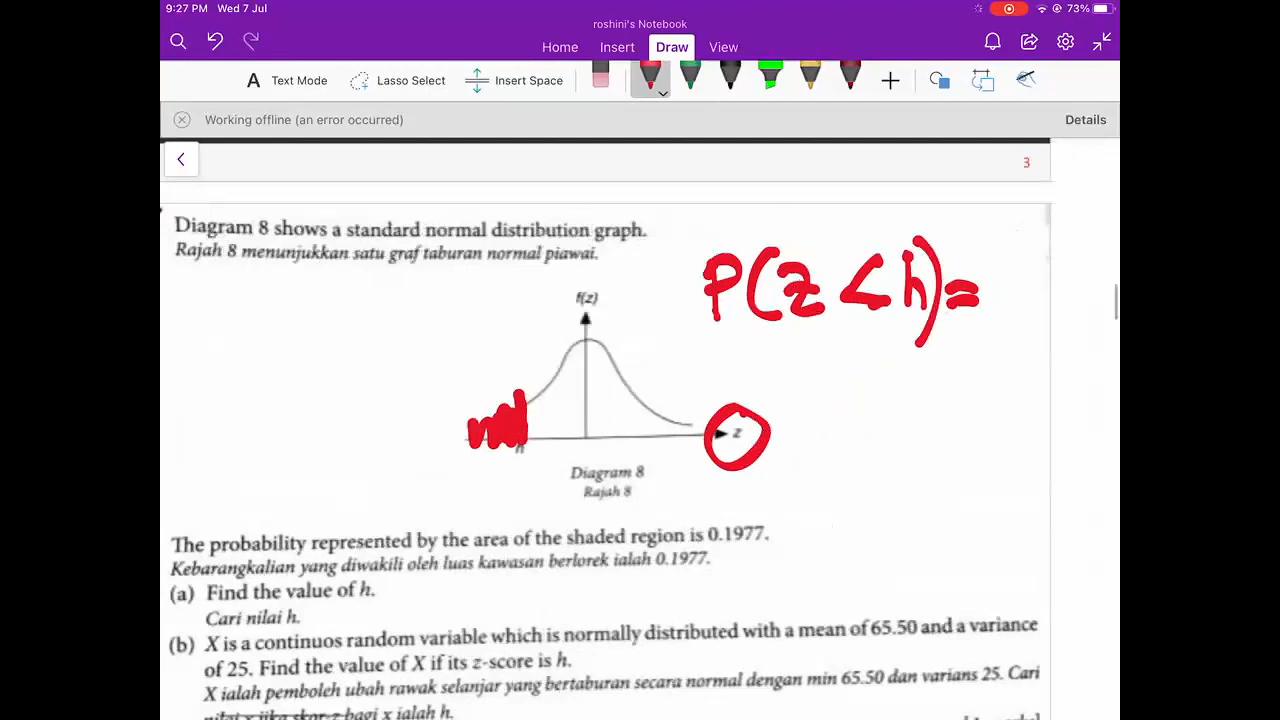 9:27 PM Wed 7 Jul
73%
roshini's Notebook
Home Insert Draw View
A Text Mode Lasso Select Insert Space
Working offline (an error occurred) Details
3
Diagram 8 shows a standard normal distribution graph.
Rajah 8 menunjukkan satu graf taburan normal piawai.
P(z < h) =
f(z)
z
h
Diagram 8
Rajah 8
The probability represented by the area of the shaded region is 0.1977.
Kebarangkalian yang diwakili oleh luas kawasan berlorek ialah 0.1977.
(a) Find the value of h.
Cari nilai h.
(b) X is a continuos random variable which is normally distributed with a mean of 65.50 and a variance
of 25. Find the value of X if its z-score is h.
X ialah pemboleh ubah rawak selanjar yang bertaburan secara normal dengan min 65.50 dan varians 25. Cari
nilai x jika skor-z bagi x ialah h.